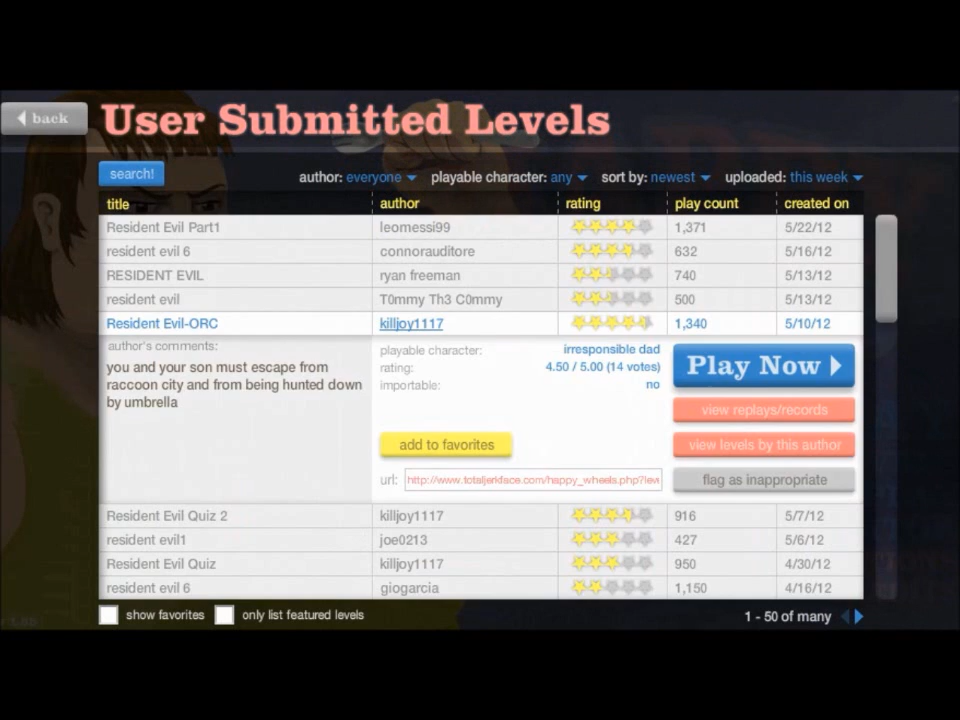 back
User Submitted Levels
search!
author: everyone playable character: any sort by: newest uploaded: this week
title author rating play count created on
Resident Evil Part1 leomessi99 1,371 5/22/12
resident evil 6 connorauditore 632 5/16/12
RESIDENT EVIL ryan freeman 740 5/13/12
resident evil T0mmy Th3 C0mmy 500 5/13/12
Resident Evil-ORC killjoy1117 1,340 5/10/12
author's comments:
you and your son must escape from
raccoon city and from being hunted down
by umbrella
playable character: irresponsible dad
rating: 4.50 / 5.00 (14 votes)
importable: no
add to favorites
url: http://www.totaljerkface.com/happy_wheels.php?lev
Play Now
view replays/records
view levels by this author
flag as inappropriate
Resident Evil Quiz 2 killjoy1117 916 5/7/12
resident evil1 joe0213 427 5/6/12
Resident Evil Quiz killjoy1117 950 4/30/12
resident evil 6 giogarcia 1,150 4/16/12
show favorites only list featured levels 1 - 50 of many